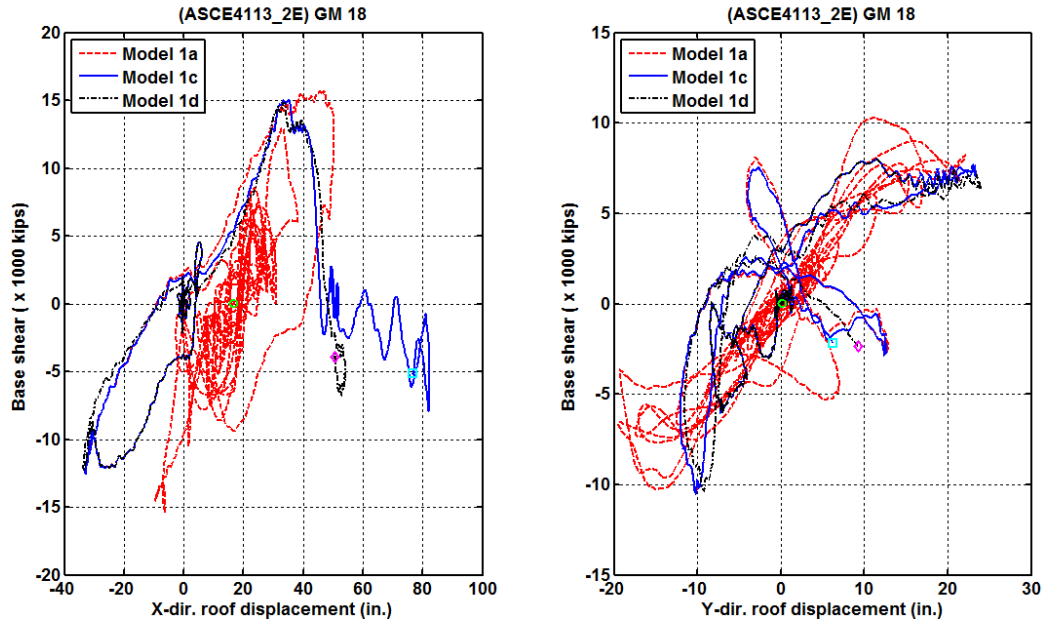 (ASCE4113_2E) GM 18
Model 1a
Model 1c
Model 1d
Base shear ( x 1000 kips)
20
15
10
5
0
-5
-10
-15
-20
-40
-20
0
20
40
60
80
100
X-dir. roof displacement (in.)
(ASCE4113_2E) GM 18
Model 1a
Model 1c
Model 1d
Base shear ( x 1000 kips)
15
10
5
0
-5
-10
-15
-20
-10
0
10
20
30
Y-dir. roof displacement (in.)